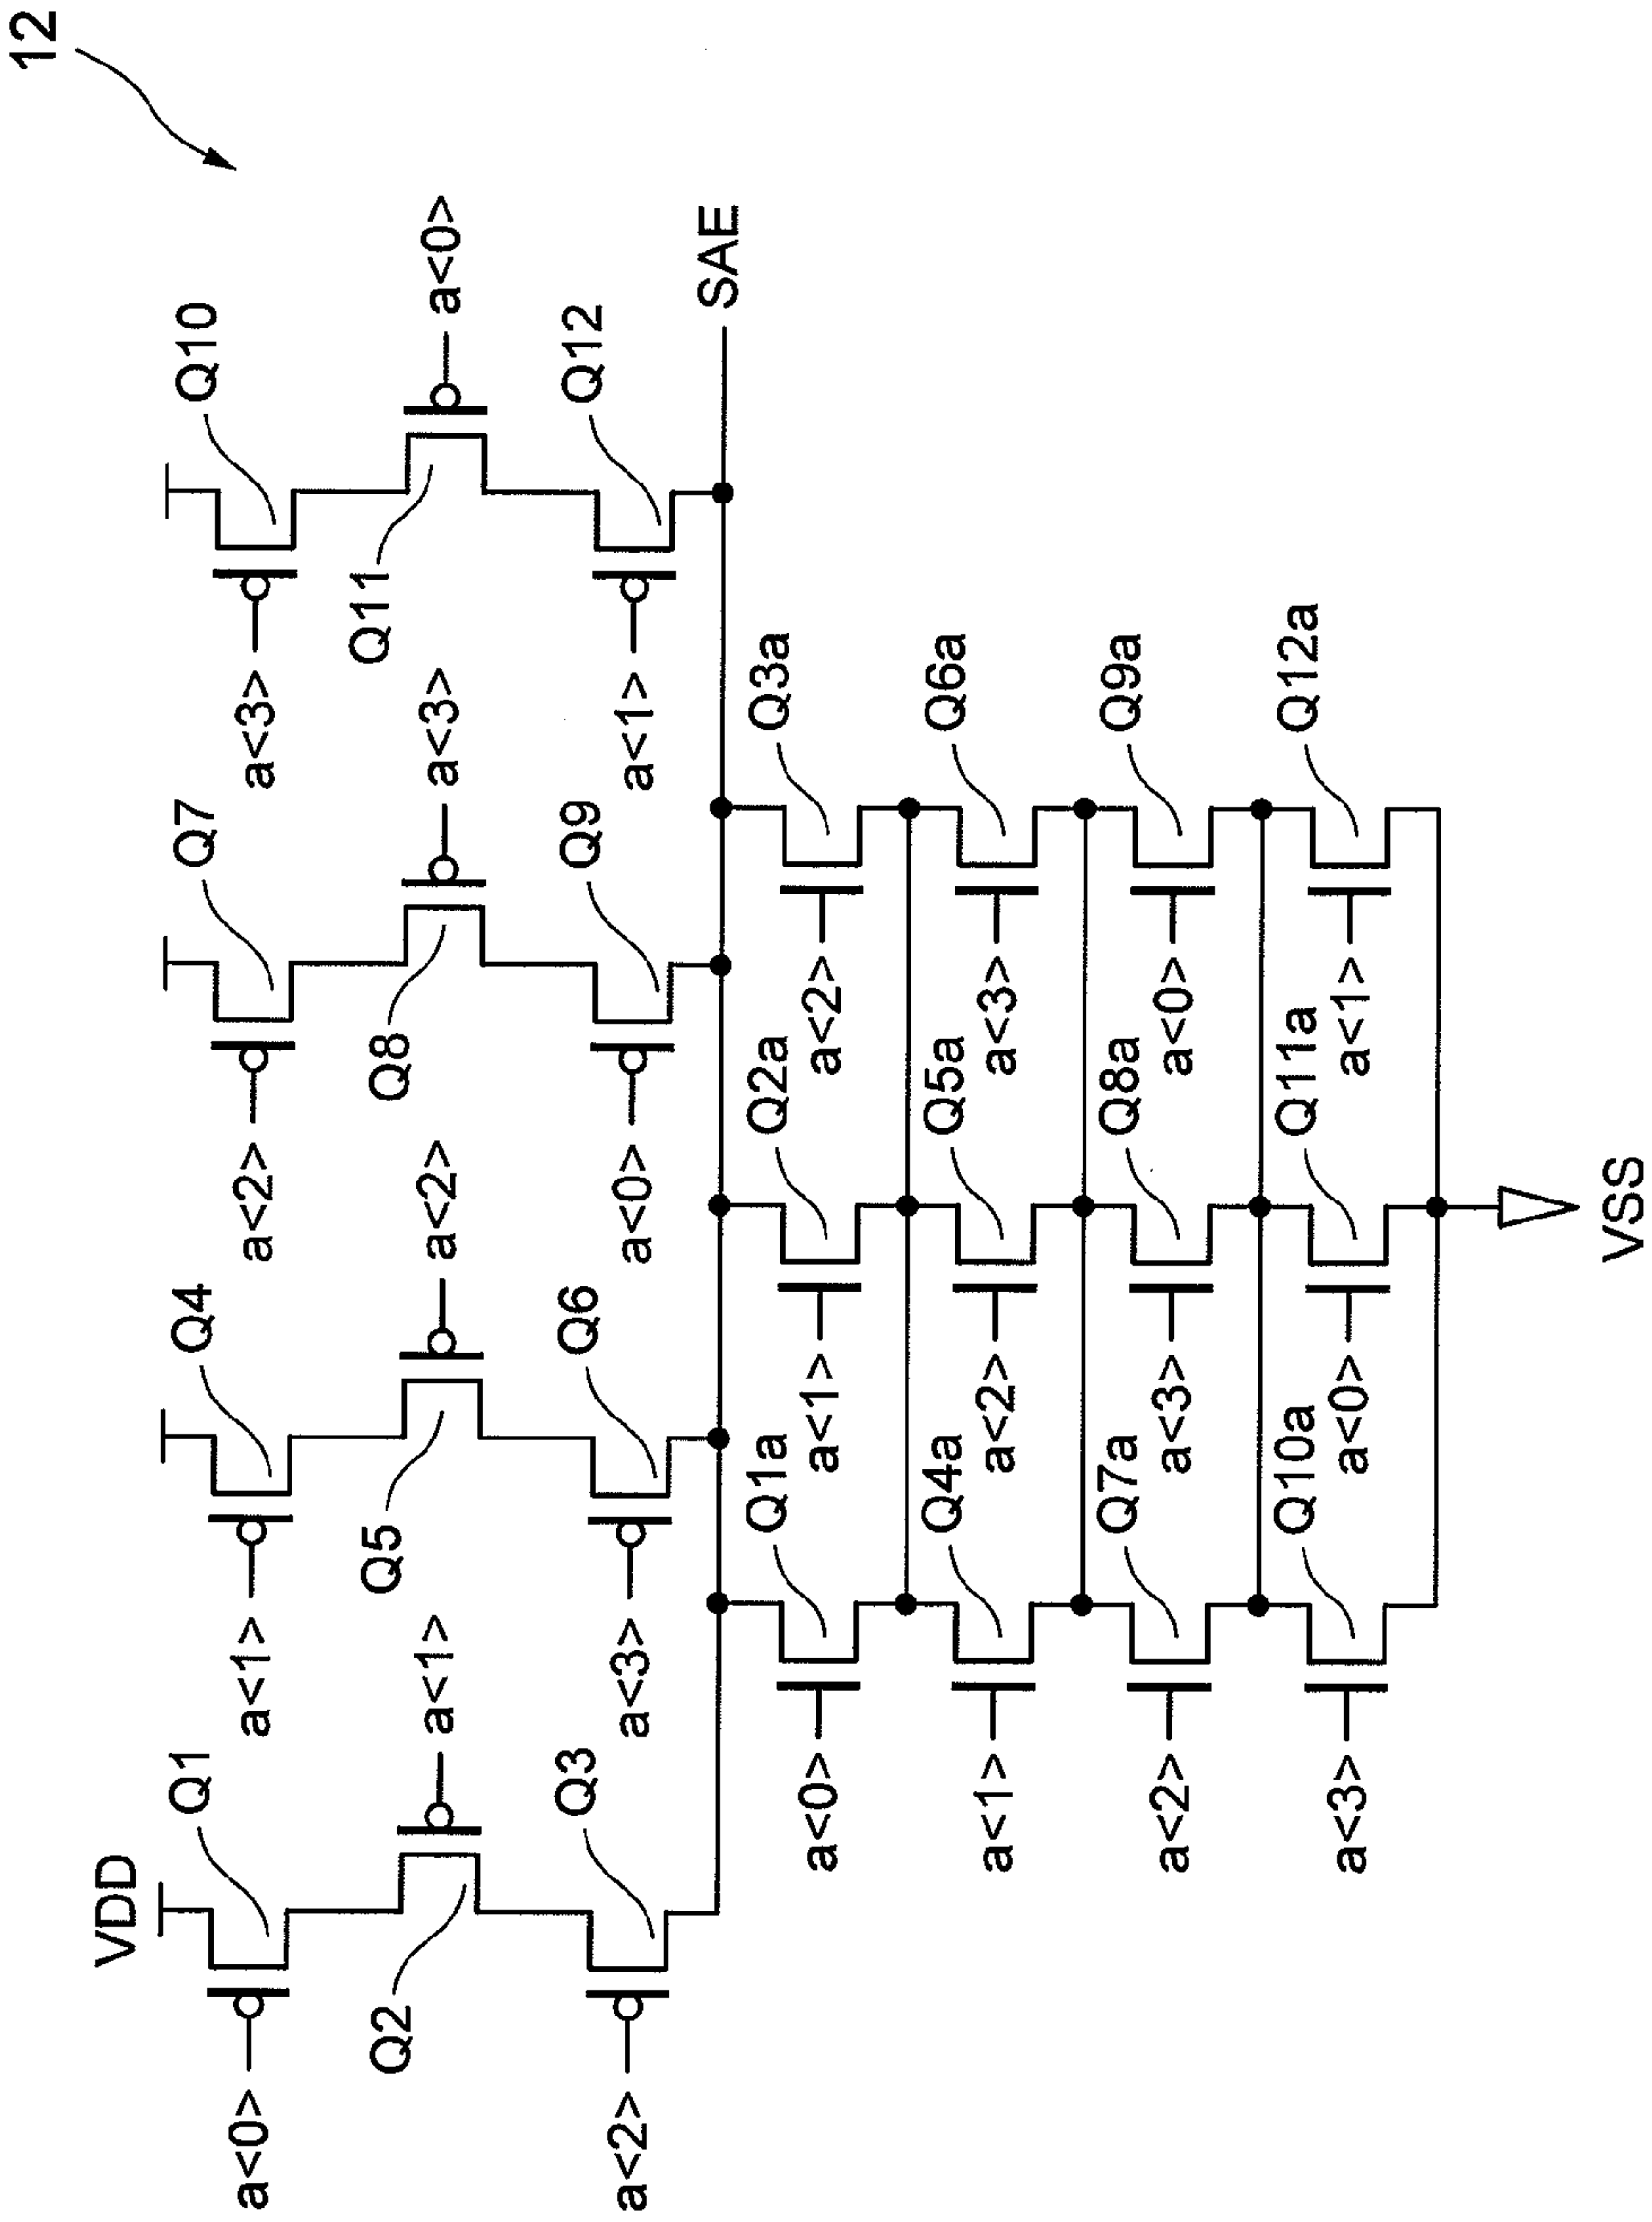 12
VDD
Q1
Q4
Q7
Q10
a<0>
a<1>
a<2>
a<3>
Q2
a<1>
Q5
a<2>
Q8
a<3>
Q11
a<0>
Q3
Q6
Q9
Q12
a<2>
a<3>
a<0>
a<1>
SAE
Q1a
Q2a
Q3a
a<0>
a<1>
a<2>
Q4a
Q5a
Q6a
a<1>
a<2>
a<3>
Q7a
Q8a
Q9a
a<2>
a<3>
a<0>
Q10a
Q11a
Q12a
a<3>
a<0>
a<1>
VSS